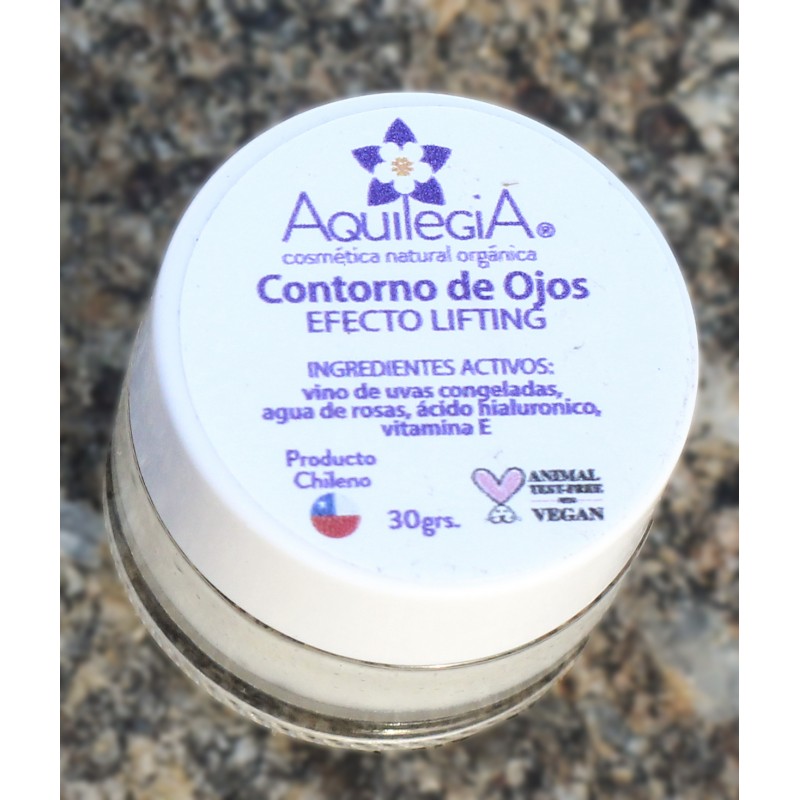 AquilegiA®
cosmética natural orgánica
Contorno de Ojos
EFECTO LIFTING
INGREDIENTES ACTIVOS:
vino de uvas congeladas,
agua de rosas, ácido hialuronico,
vitamina E
Producto
Chileno
30grs.
ANIMAL
TEST-FREE
VEGAN